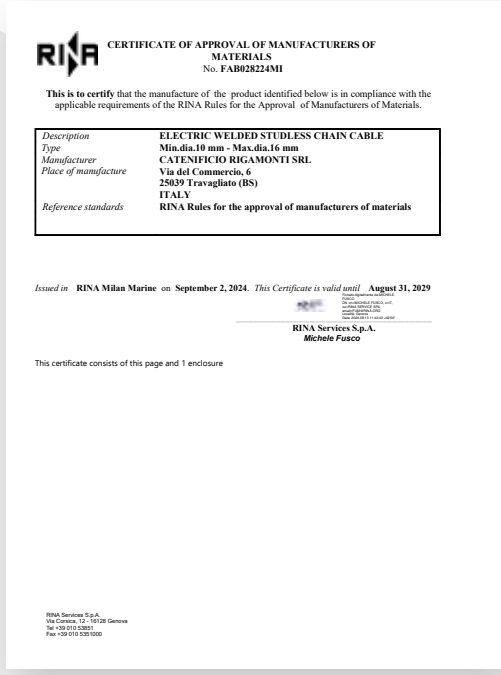 RINA
CERTIFICATE OF APPROVAL OF MANUFACTURERS OF
MATERIALS
No. FAB028224MI
This is to certify that the manufacture of the product identified below is in compliance with the
applicable requirements of the RINA Rules for the Approval of Manufacturers of Materials.
Description ELECTRIC WELDED STUDLESS CHAIN CABLE
Type Min.dia.10 mm - Max.dia.16 mm
Manufacturer CATENIFICIO RIGAMONTI SRL
Place of manufacture Via del Commercio, 6
25039 Travagliato (BS)
ITALY
Reference standards RINA Rules for the approval of manufacturers of materials
Issued in RINA Milan Marine on September 2, 2024. This Certificate is valid until August 31, 2029
RINA Services S.p.A.
Michele Fusco
This certificate consists of this page and 1 enclosure
RINA Services S.p.A.
Via Corsica, 12 - 16128 Genova
Tel +39 010 53851
Fax +39 010 5351000